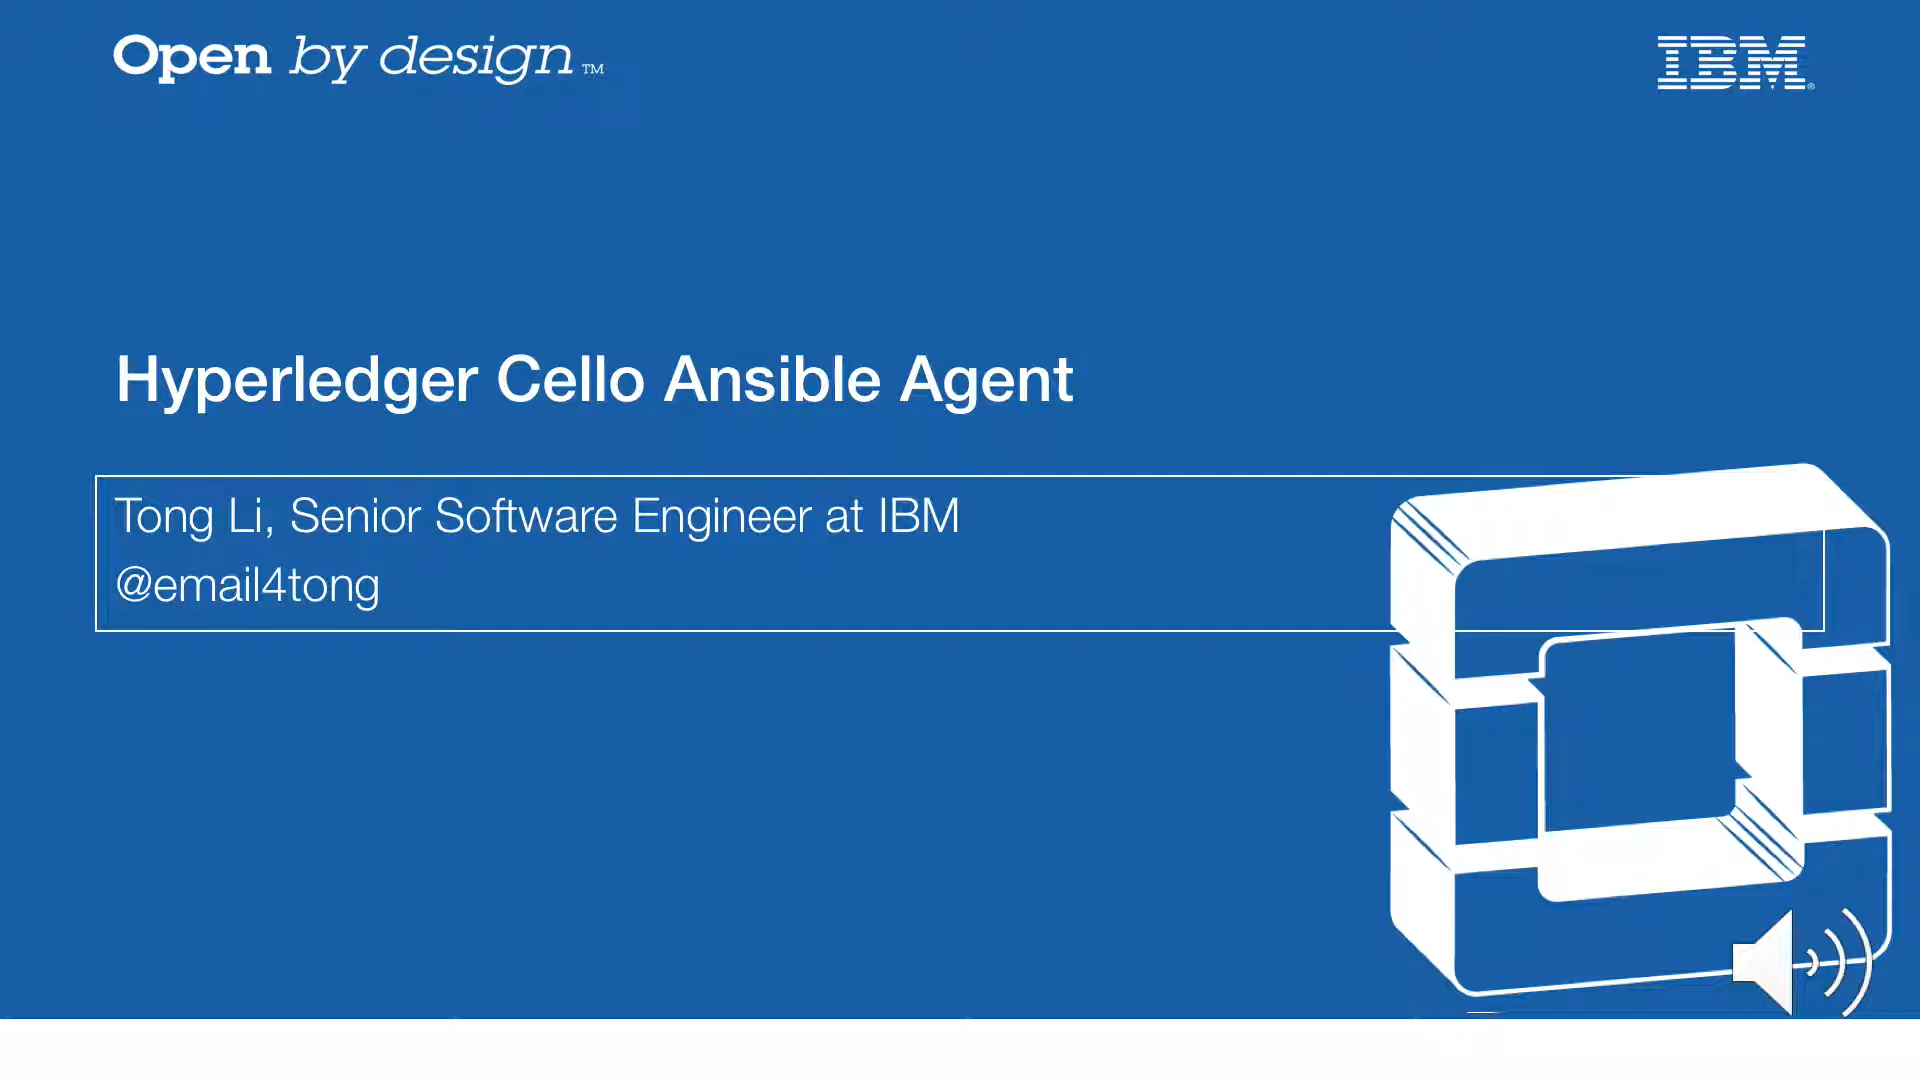 Open by design™
IBM®
Hyperledger Cello Ansible Agent
Tong Li, Senior Software Engineer at IBM
@email4tong